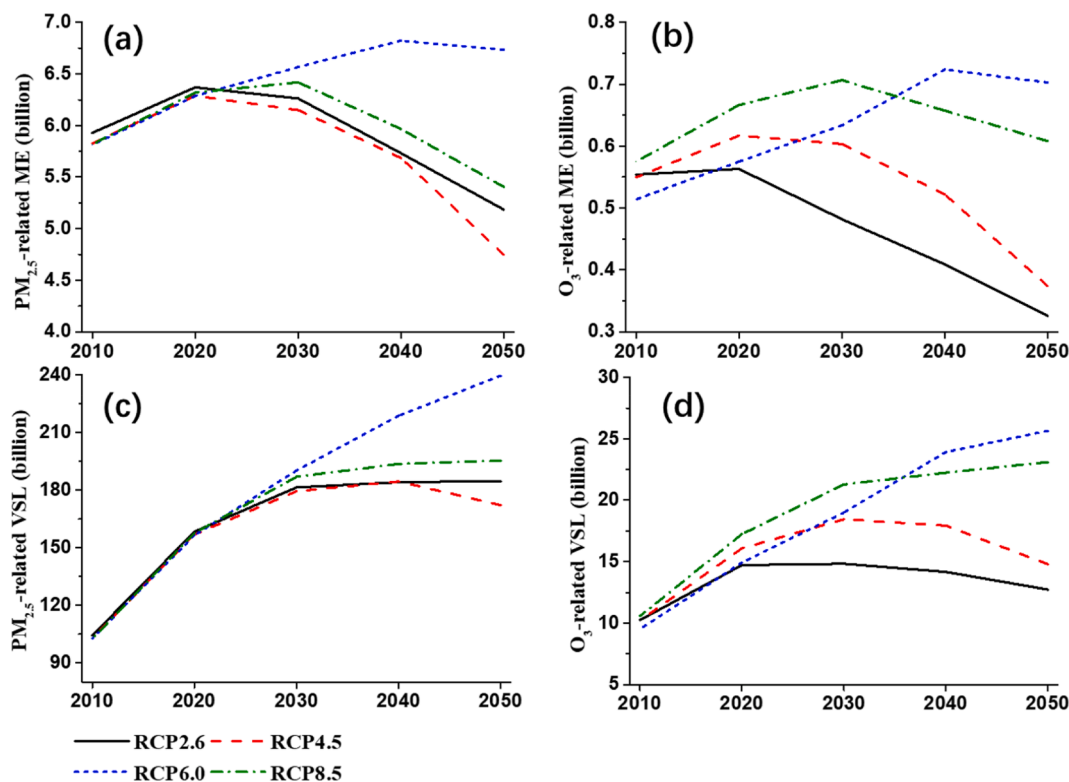 (a)
PM2.5-related ME (billion)
7.0
6.5
6.0
5.5
5.0
4.5
4.0
2010 2020 2030 2040 2050
(b)
O3-related ME (billion)
0.8
0.7
0.6
0.5
0.4
0.3
2010 2020 2030 2040 2050
(c)
PM2.5-related VSL (billion)
240
210
180
150
120
90
2010 2020 2030 2040 2050
(d)
O3-related VSL (billion)
30
25
20
15
10
5
2010 2020 2030 2040 2050
RCP2.6 RCP4.5
RCP6.0 RCP8.5